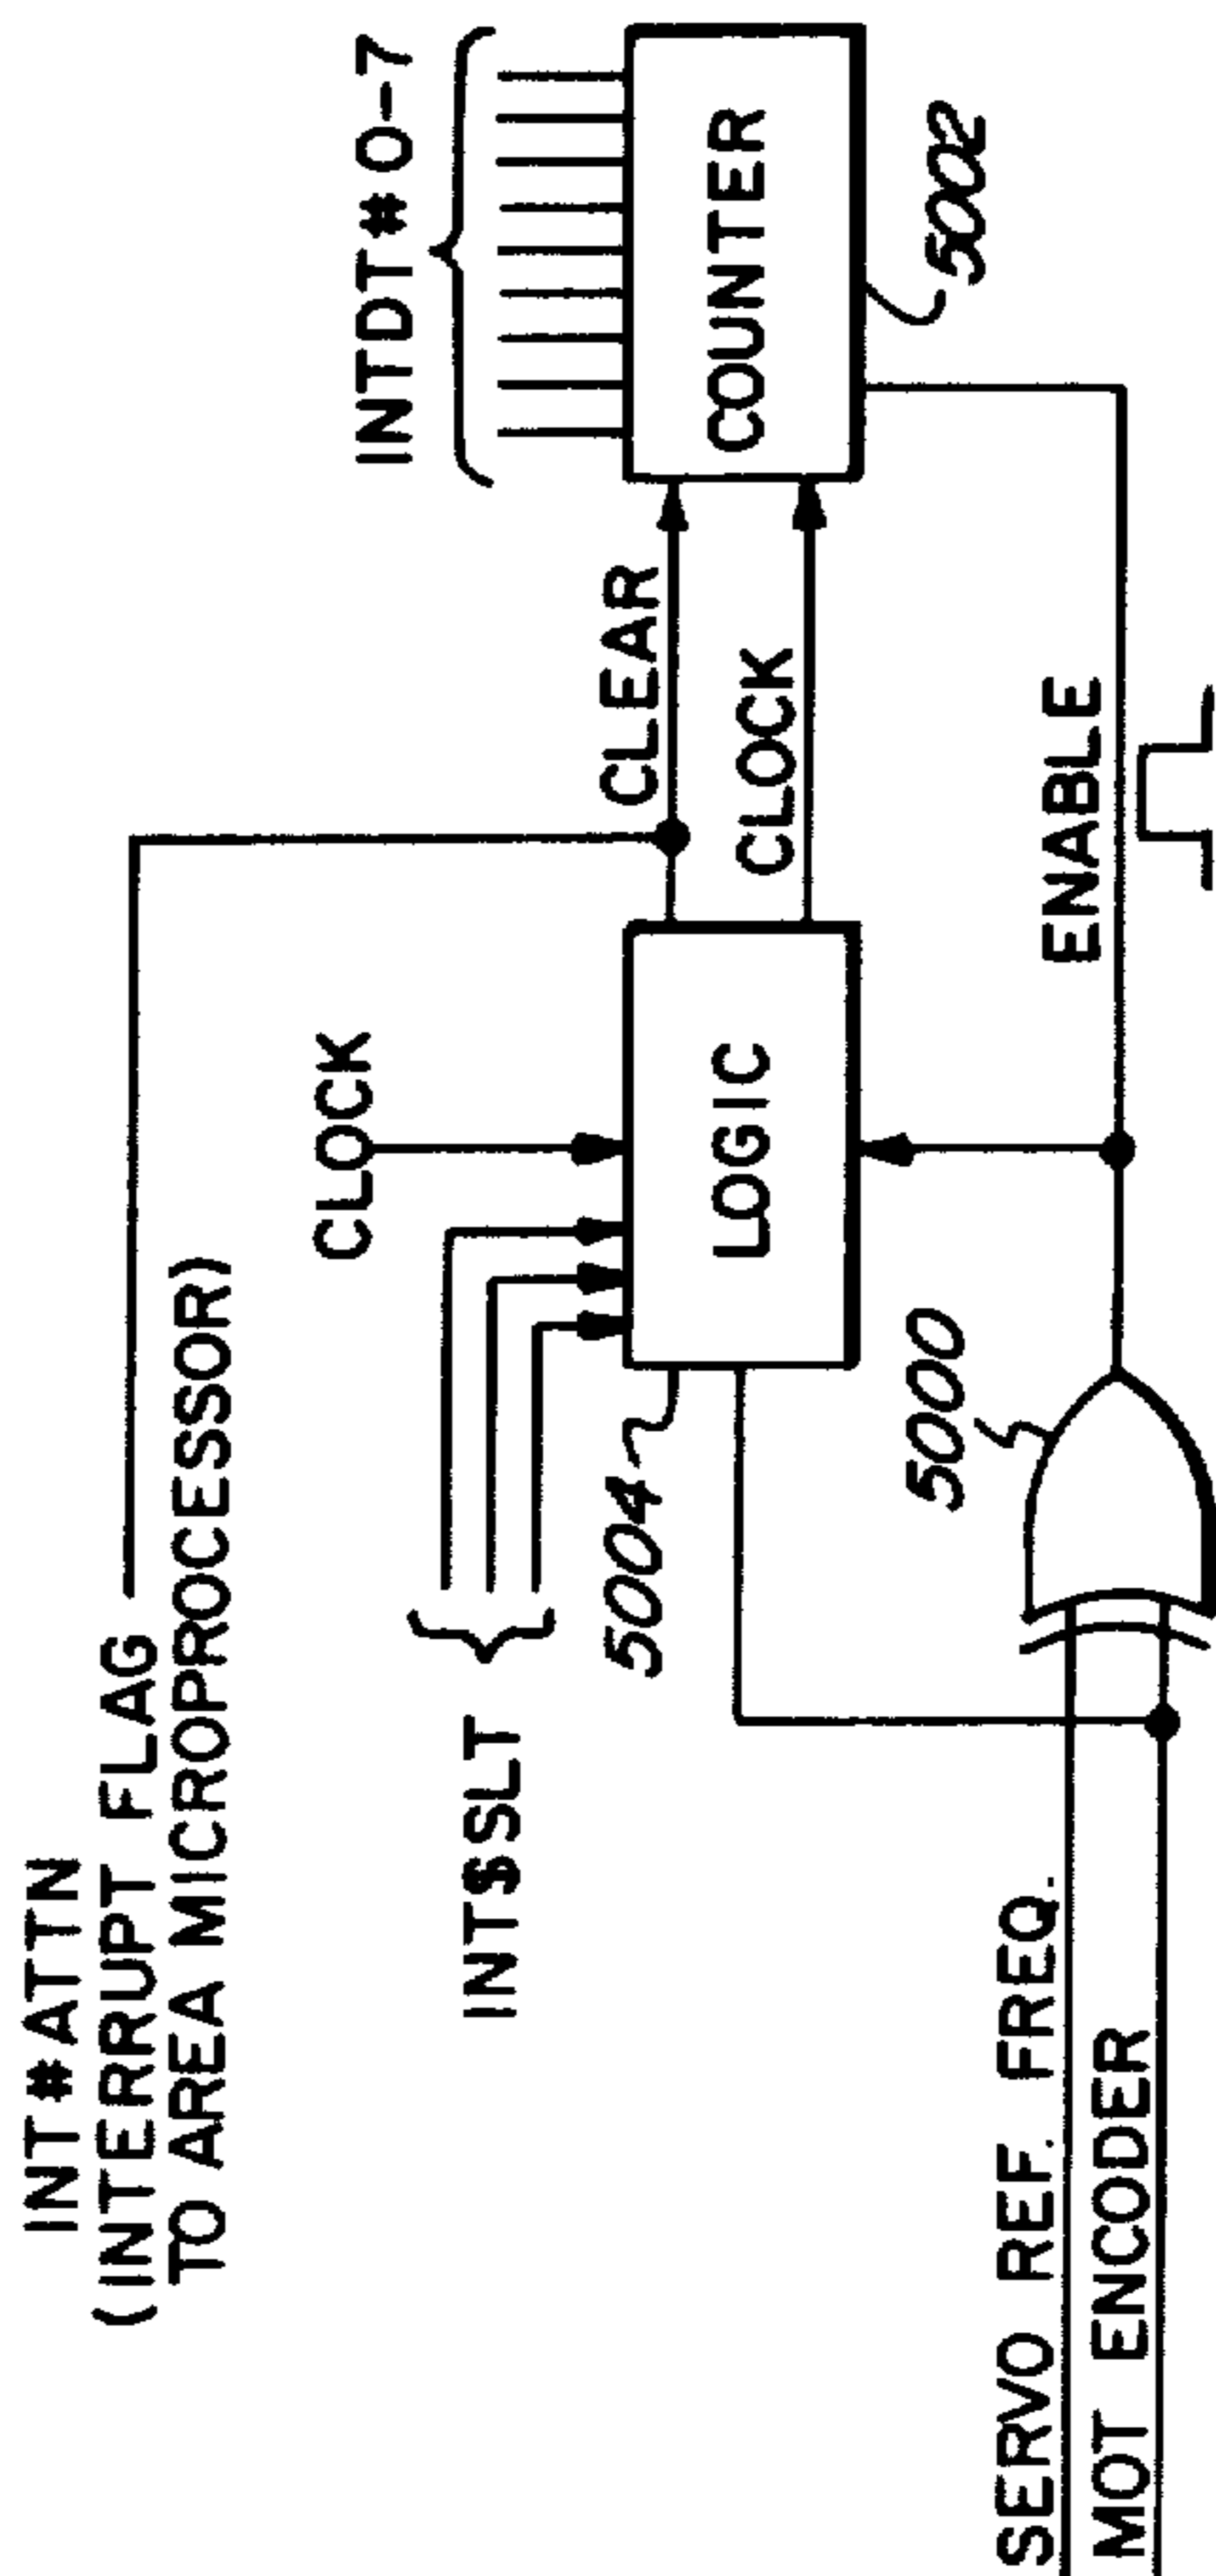 INT#ATTN
(INTERRUPT FLAG
TO AREA MICROPROCESSOR)
INTDT#0-7
CLOCK
INT$SLT
CLEAR
5004
LOGIC
COUNTER
CLOCK
5002
5000
SERVO REF. FREQ.
ENABLE
MOT ENCODER